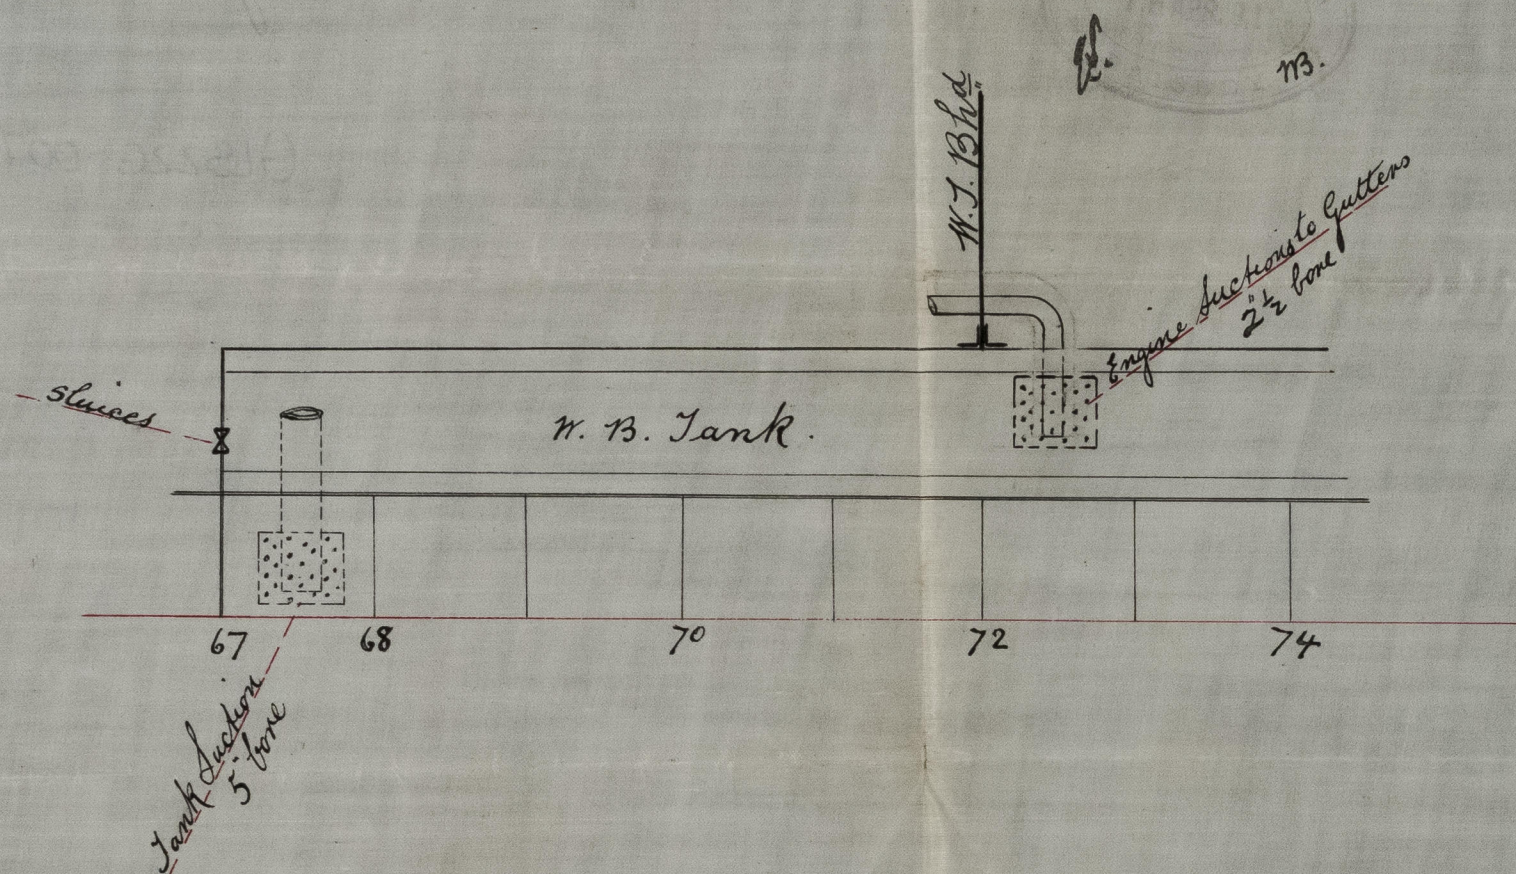 W.B.
W.T. Bhd
Engine Suctions to Gutters
2½" bore
Sluices
W. B. Tank.
67 68 70 72 74
Tank Suction
5" bore